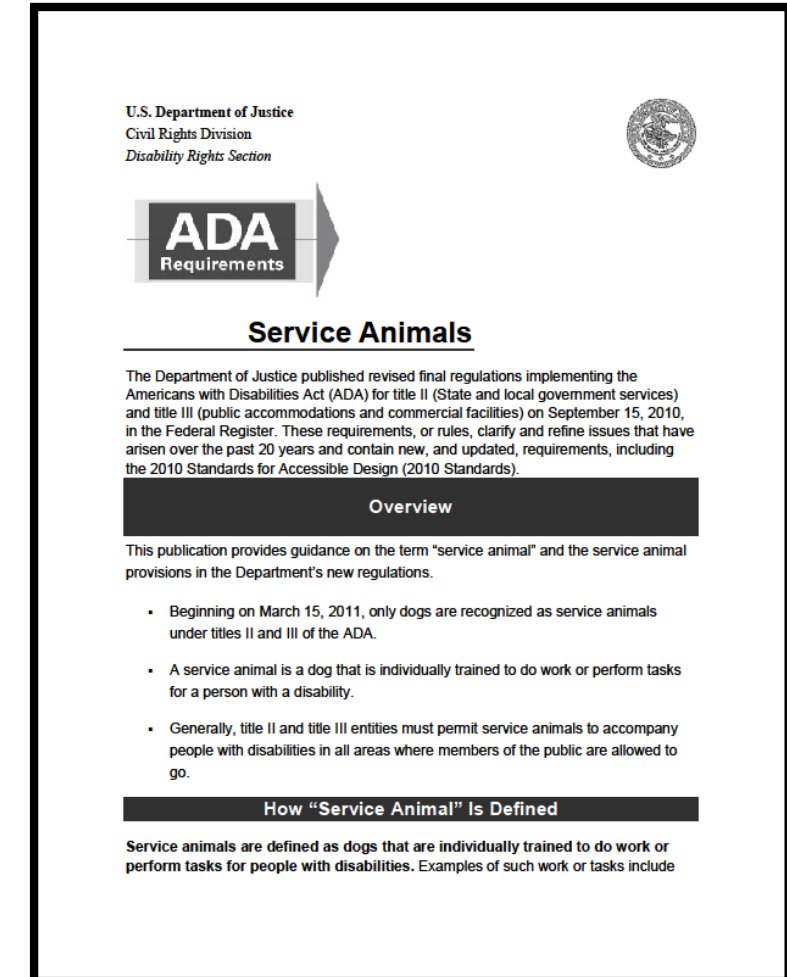 U.S. Department of Justice
Civil Rights Division
Disability Rights Section
ADA
Requirements
Service Animals
The Department of Justice published revised final regulations implementing the
Americans with Disabilities Act (ADA) for title II (State and local government services)
and title III (public accommodations and commercial facilities) on September 15, 2010,
in the Federal Register. These requirements, or rules, clarify and refine issues that have
arisen over the past 20 years and contain new, and updated, requirements, including
the 2010 Standards for Accessible Design (2010 Standards).
Overview
This publication provides guidance on the term “service animal” and the service animal
provisions in the Department’s new regulations.
▪ Beginning on March 15, 2011, only dogs are recognized as service animals
under titles II and III of the ADA.
▪ A service animal is a dog that is individually trained to do work or perform tasks
for a person with a disability.
▪ Generally, title II and title III entities must permit service animals to accompany
people with disabilities in all areas where members of the public are allowed to
go.
How “Service Animal” Is Defined
Service animals are defined as dogs that are individually trained to do work or
perform tasks for people with disabilities. Examples of such work or tasks include